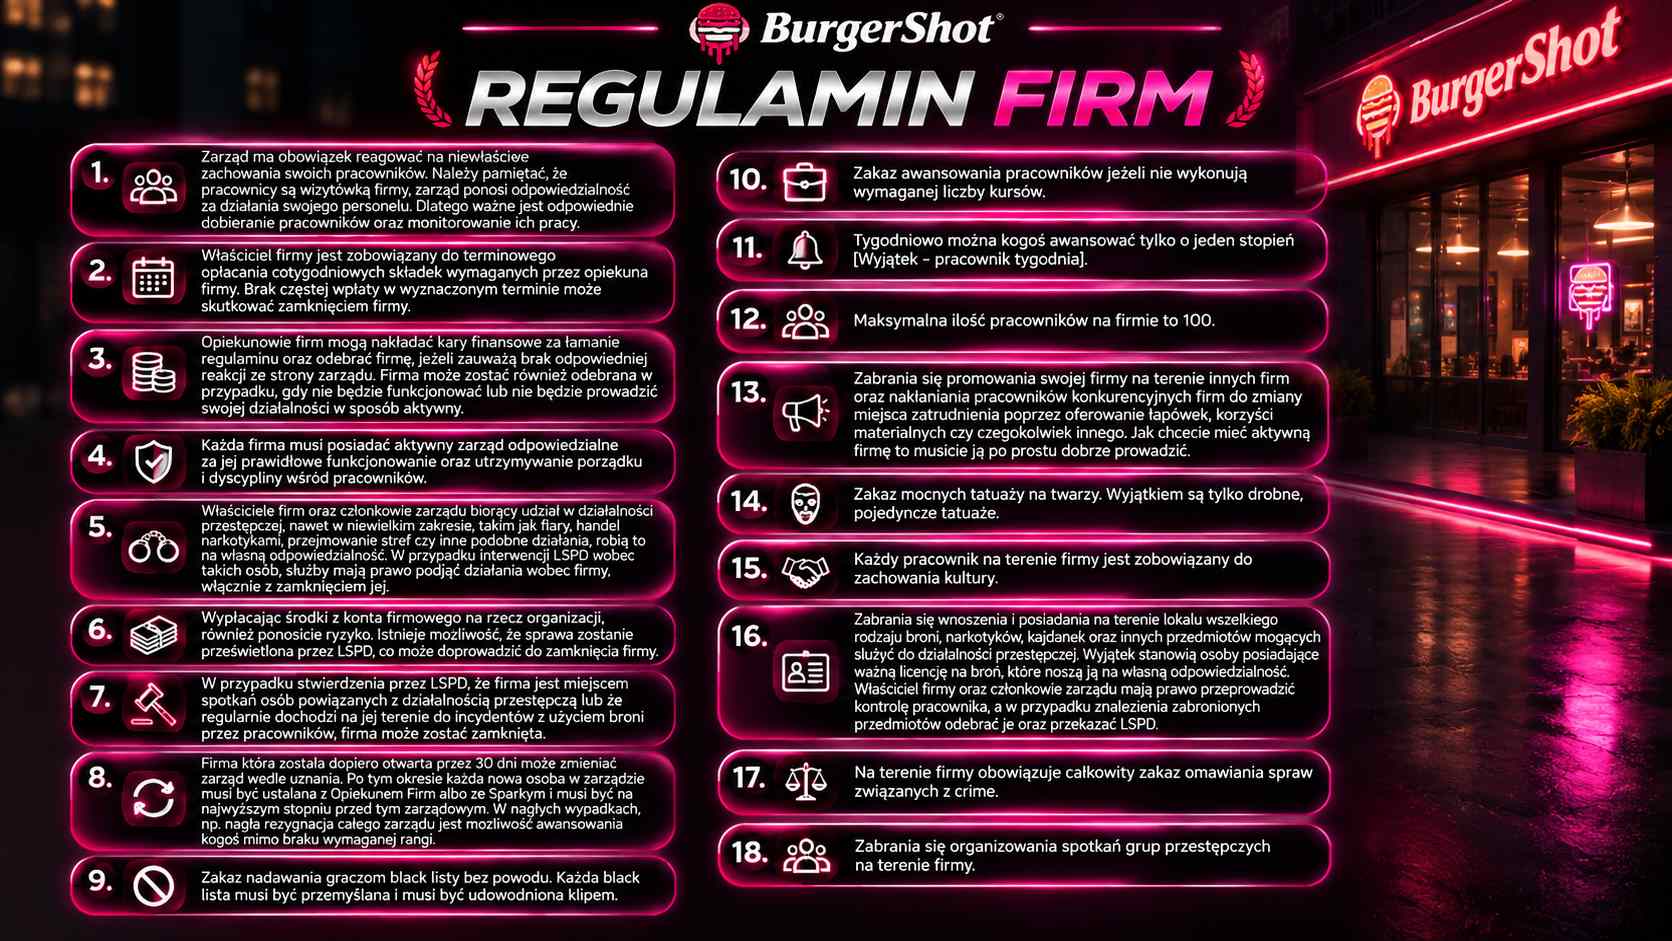 BurgerShot®
REGULAMIN FIRM
BurgerShot
1.
Zarząd ma obowiązek reagować na niewłaściwe
zachowania swoich pracowników. Należy pamiętać, że
pracownicy są wizytówką firmy, zarząd ponosi odpowiedzialność
za działania swojego personelu. Dlatego ważne jest odpowiednie
dobieranie pracowników oraz monitorowanie ich pracy.
2.
Właściciel firmy jest zobowiązany do terminowego
opłacania cotygodniowych składek wymaganych przez opiekuna
firmy. Brak częstej wpłaty w wyznaczonym terminie może
skutkować zamknięciem firmy.
3.
Opiekunowie firm mogą nakładać kary finansowe za łamanie
regulaminu oraz odebrać firmę, jeżeli zauważą brak odpowiedniej
reakcji ze strony zarządu. Firma może zostać również odebrana w
przypadku, gdy nie będzie funkcjonować lub nie będzie prowadzić
swojej działalności w sposób aktywny.
4.
Każda firma musi posiadać aktywny zarząd odpowiedzialne
za jej prawidłowe funkcjonowanie oraz utrzymywanie porządku
i dyscypliny wśród pracowników.
5.
Właściciele firm oraz członkowie zarządu biorący udział w działalności
przestępczej, nawet w niewielkim zakresie, takim jak flary, handel
narkotykami, przejmowanie stref czy inne podobne działania, robią to
na własną odpowiedzialność. W przypadku interwencji LSPD wobec
takich osób, służby mają prawo podjąć działania wobec firmy,
włącznie z zamknięciem jej.
6.
Wypłacając środki z konta firmowego na rzecz organizacji,
również ponosicie ryzyko. Istnieje możliwość, że sprawa zostanie
prześwietlona przez LSPD, co może doprowadzić do zamknięcia firmy.
7.
W przypadku stwierdzenia przez LSPD, że firma jest miejscem
spotkań osób powiązanych z działalnością przestępczą lub że
regularnie dochodzi na jej terenie do incydentów z użyciem broni
przez pracowników, firma może zostać zamknięta.
8.
Firma która została dopiero otwarta przez 30 dni może zmieniać
zarząd wedle uznania. Po tym okresie każda nowa osoba w zarządzie
musi być ustalana z Opiekunem Firm albo ze Sparkym i musi być na
najwyższym stopniu przed tym zarządowym. W nagłych wypadkach,
np. nagła rezygnacja całego zarządu jest mozliwość awansowania
kogoś mimo braku wymaganej rangi.
9.
Zakaz nadawania graczom black listy bez powodu. Każda black
lista musi być przemyślana i musi być udowodniona klipem.
10.
Zakaz awansowania pracowników jeżeli nie wykonują
wymaganej liczby kursów.
11.
Tygodniowo można kogoś awansować tylko o jeden stopień
[Wyjątek - pracownik tygodnia].
12.
Maksymalna ilość pracowników na firmie to 100.
13.
Zabrania się promowania swojej firmy na terenie innych firm
oraz nakłaniania pracowników konkurencyjnych firm do zmiany
miejsca zatrudnienia poprzez oferowanie łapówek, korzyści
materialnych czy czegokolwiek innego. Jak chcecie mieć aktywną
firmę to musicie ją po prostu dobrze prowadzić.
14.
Zakaz mocnych tatuaży na twarzy. Wyjątkiem są tylko drobne,
pojedyncze tatuaże.
15.
Każdy pracownik na terenie firmy jest zobowiązany do
zachowania kultury.
16.
Zabrania się wnoszenia i posiadania na terenie lokalu wszelkiego
rodzaju broni, narkotyków, kajdanek oraz innych przedmiotów mogących
służyć do działalności przestępczej. Wyjątek stanowią osoby posiadające
ważną licencję na broń, które noszą ją na własną odpowiedzialność.
Właściciel firmy oraz członkowie zarządu mają prawo przeprowadzić
kontrolę pracownika, a w przypadku znalezienia zabronionych
przedmiotów odebrać je oraz przekazać LSPD.
17.
Na terenie firmy obowiązuje całkowity zakaz omawiania spraw
związanych z crime.
18.
Zabrania się organizowania spotkań grup przestępczych
na terenie firmy.